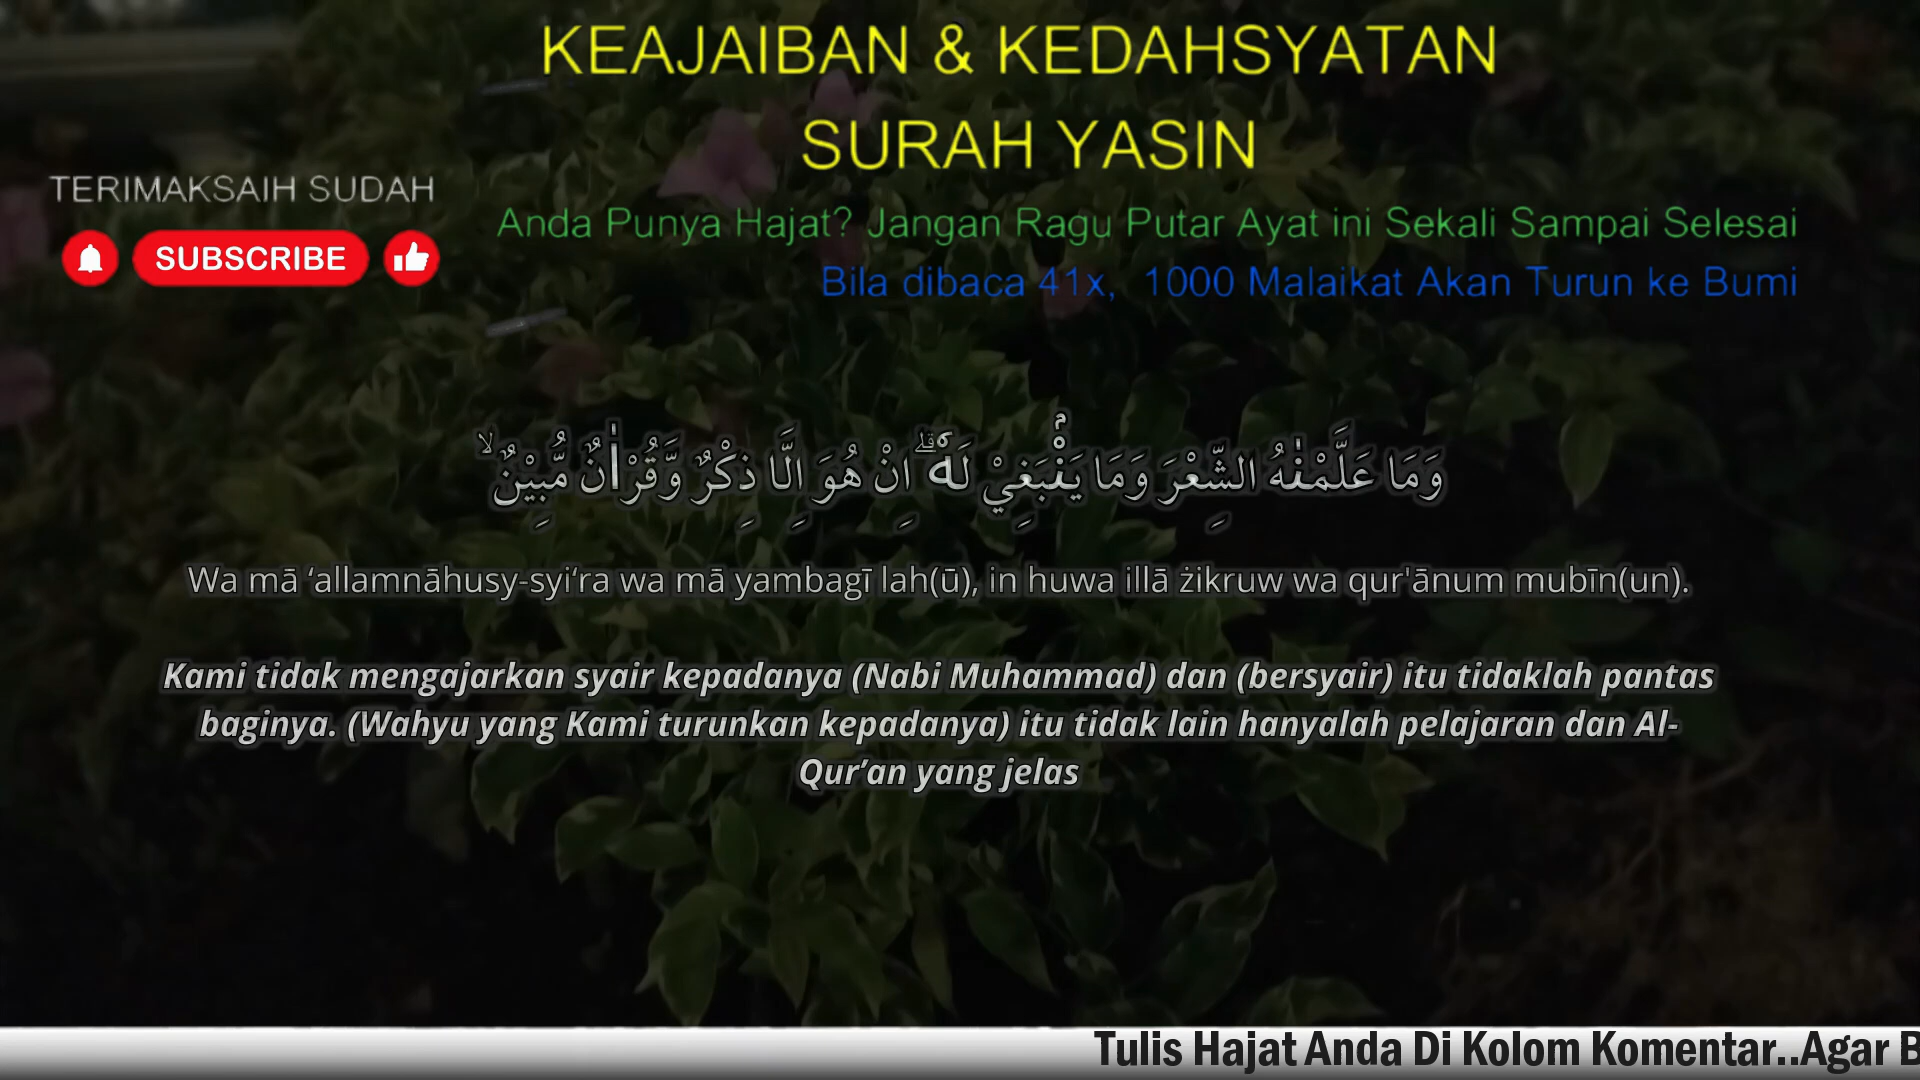 KEAJAIBAN & KEDAHSYATAN
SURAH YASIN
TERIMAKSAIH SUDAH
SUBSCRIBE
Anda Punya Hajat? Jangan Ragu Putar Ayat ini Sekali Sampai Selesai
Bila dibaca 41x, 1000 Malaikat Akan Turun ke Bumi
وَمَا عَلَّمْنٰهُ الشِّعْرَ وَمَا يَنْۢبَغِيْ لَهٗ ۗاِنْ هُوَ اِلَّا ذِكْرٌ وَّقُرْاٰنٌ مُّبِيْنٌ ۙ
Wa mā ‘allamnāhusy-syi‘ra wa mā yambagī lah(ū), in huwa illā żikruw wa qur'ānum mubīn(un).
Kami tidak mengajarkan syair kepadanya (Nabi Muhammad) dan (bersyair) itu tidaklah pantas
baginya. (Wahyu yang Kami turunkan kepadanya) itu tidak lain hanyalah pelajaran dan Al-
Qur’an yang jelas
Tulis Hajat Anda Di Kolom Komentar..Agar B